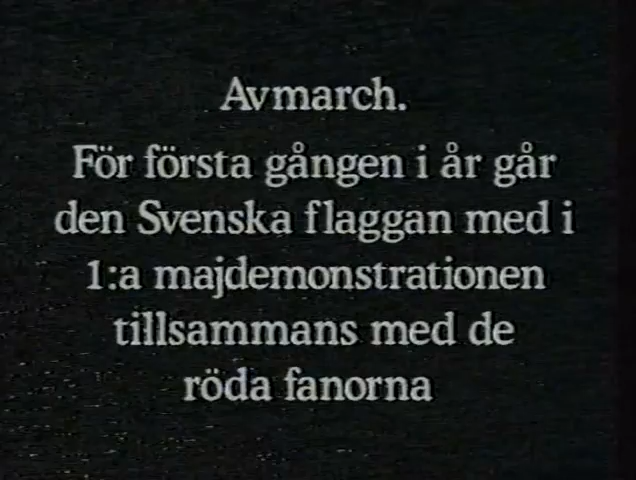 Avmarch.
För första gången i år går
den Svenska flaggan med i
1:a majdemonstrationen
tillsammans med de
röda fanorna